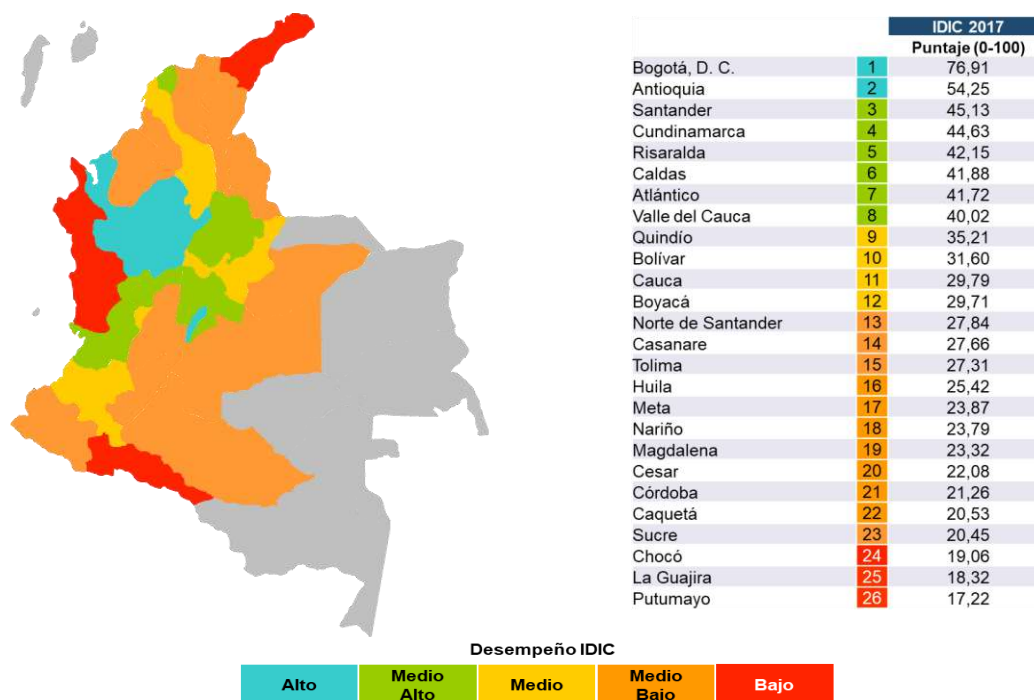 IDIC 2017
Puntaje (0-100)
Bogotá, D. C. 1 76,91
Antioquia 2 54,25
Santander 3 45,13
Cundinamarca 4 44,63
Risaralda 5 42,15
Caldas 6 41,88
Atlántico 7 41,72
Valle del Cauca 8 40,02
Quindío 9 35,21
Bolívar 10 31,60
Cauca 11 29,79
Boyacá 12 29,71
Norte de Santander 13 27,84
Casanare 14 27,66
Tolima 15 27,31
Huila 16 25,42
Meta 17 23,87
Nariño 18 23,79
Magdalena 19 23,32
Cesar 20 22,08
Córdoba 21 21,26
Caquetá 22 20,53
Sucre 23 20,45
Chocó 24 19,06
La Guajira 25 18,32
Putumayo 26 17,22
Desempeño IDIC
Alto
Medio
Alto
Medio
Medio
Bajo
Bajo